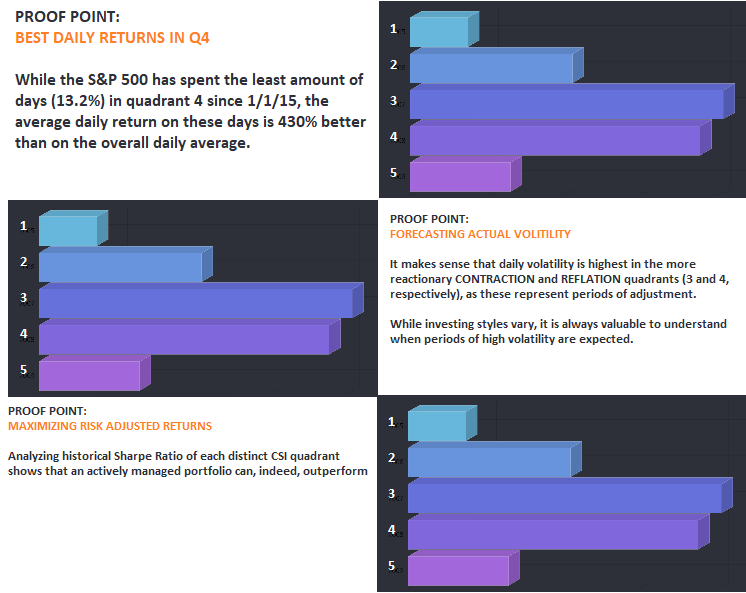 PROOF POINT:
BEST DAILY RETURNS IN Q4
While the S&P 500 has spent the least amount of
days (13.2%) in quadrant 4 since 1/1/15, the
average daily return on these days is 430% better
than on the overall daily average.
1
2
3
4
5
1
2
3
4
5
PROOF POINT:
FORECASTING ACTUAL VOLITILITY
It makes sense that daily volatility is highest in the more
reactionary CONTRACTION and REFLATION quadrants (3 and 4,
respectively), as these represent periods of adjustment.
While investing styles vary, it is always valuable to understand
when periods of high volatility are expected.
PROOF POINT:
MAXIMIZING RISK ADJUSTED RETURNS
Analyzing historical Sharpe Ratio of each distinct CSI quadrant
shows that an actively managed portfolio can, indeed, outperform
1
2
3
4
5